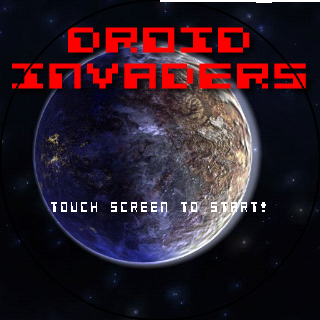 DROID
INVADERS
TOUCH SCREEN TO START!